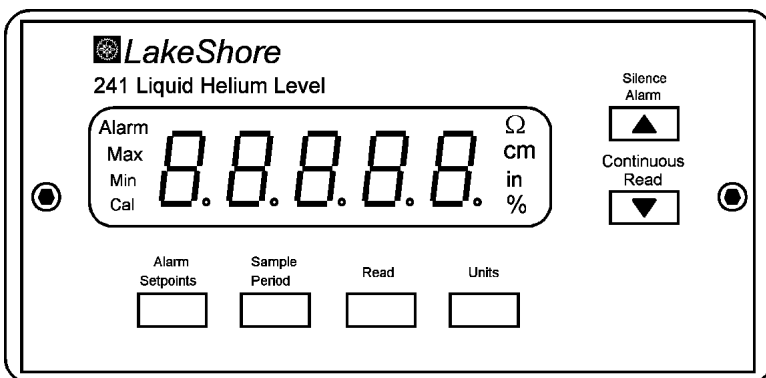 LakeShore
241 Liquid Helium Level
Silence
Alarm
Alarm
Max
Min
Cal
8.8.8.8.8.
Ω
cm
in
%
Continuous
Read
Alarm
Setpoints
Sample
Period
Read
Units